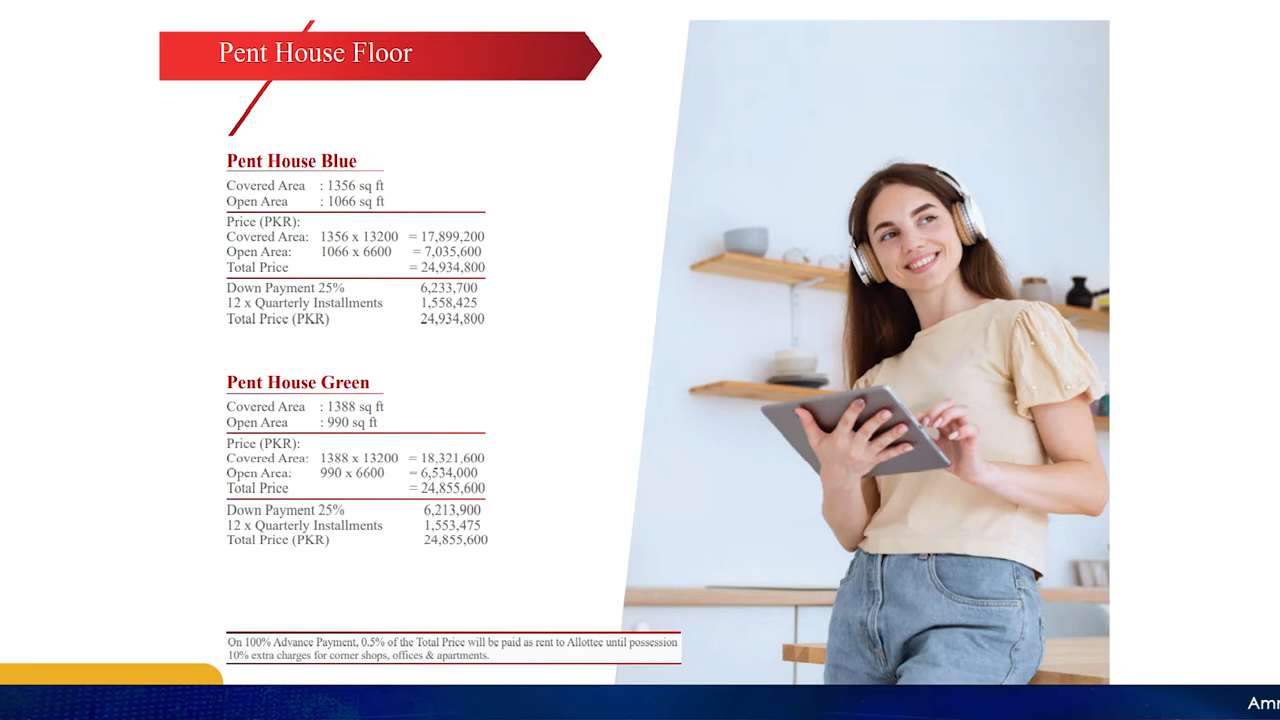 Pent House Floor
Pent House Blue
Covered Area : 1356 sq ft
Open Area : 1066 sq ft
Price (PKR):
Covered Area: 1356 x 13200 = 17,899,200
Open Area: 1066 x 6600 = 7,035,600
Total Price = 24,934,800
Down Payment 25% 6,233,700
12 x Quarterly Installments 1,558,425
Total Price (PKR) 24,934,800
Pent House Green
Covered Area : 1388 sq ft
Open Area : 990 sq ft
Price (PKR):
Covered Area: 1388 x 13200 = 18,321,600
Open Area: 990 x 6600 = 6,534,000
Total Price = 24,855,600
Down Payment 25% 6,213,900
12 x Quarterly Installments 1,553,475
Total Price (PKR) 24,855,600
On 100% Advance Payment, 0.5% of the Total Price will be paid as rent to Allottee until possession
10% extra charges for corner shops, offices & apartments.